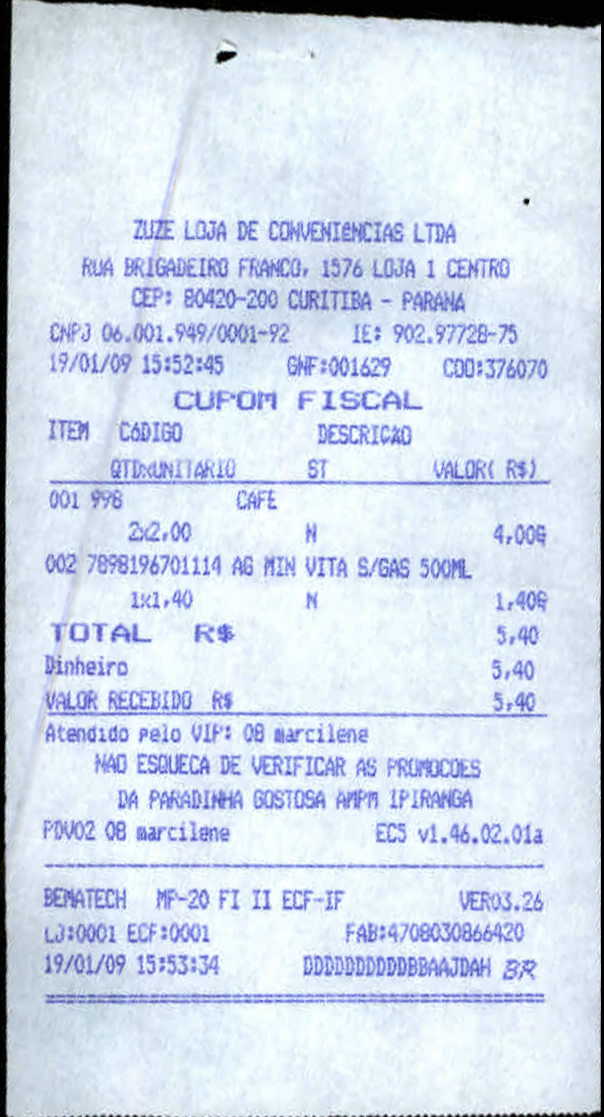 ZUZE LOJA DE CONVENIêNCIAS LTDA
RUA BRIGADEIRO FRANCO, 1576 LOJA 1 CENTRO
CEP: 80420-200 CURITIBA - PARANA
CNPJ 06.001.949/0001-92 IE: 902.97728-75
19/01/09 15:52:45 GNF:001629 COO:376070
CUPOM FISCAL
ITEM CóDIGO DESCRIÇÃO
QTDxUNITARIO ST VALOR( R$)
001 998 CAFE
2x2,00 N 4,00G
002 7898196701114 AG MIN VITA S/GAS 500ML
1x1,40 N 1,40G
TOTAL R$ 5,40
Dinheiro 5,40
VALOR RECEBIDO R$ 5,40
Atendido pelo VIP: 08 marcilene
NAO ESQUECA DE VERIFICAR AS PROMOCOES
DA PARADINHA GOSTOSA AMPM IPIRANGA
PDV02 08 marcilene EC5 v1.46.02.01a
BEMATECH MP-20 FI II ECF-IF VER03.26
LJ:0001 ECF:0001 FAB:4708030866420
19/01/09 15:53:34 DDDDDDDDDDBBAAJDAH BR